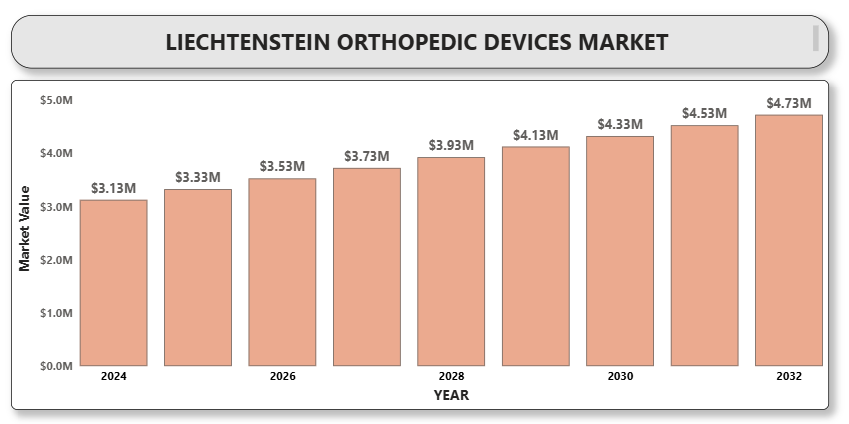 LIECHTENSTEIN ORTHOPEDIC DEVICES MARKET
$5.0M
$4.0M
$3.0M
$2.0M
$1.0M
$0.0M
Market Value
$3.13M
$3.33M
$3.53M
$3.73M
$3.93M
$4.13M
$4.33M
$4.53M
$4.73M
2024
2026
2028
2030
2032
YEAR